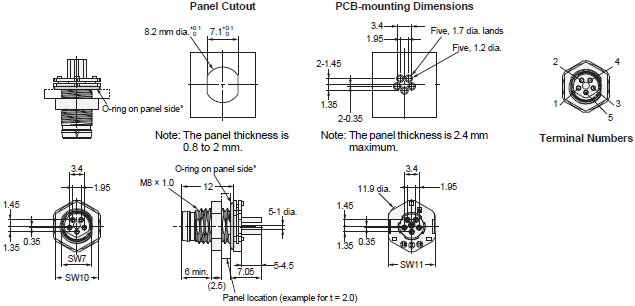 Panel Cutout
8.2 mm dia. +0.1 0
7.1 +0.1 0
O-ring on panel side*
Note: The panel thickness is
0.8 to 2 mm.
PCB-mounting Dimensions
3.4
1.95
Five, 1.7 dia. lands
Five, 1.2 dia.
2-1.45
1.35
2-0.35
Note: The panel thickness is 2.4 mm
maximum.
2
4
1
3
5
Terminal Numbers
3.4
1.95
1.45
1.35
0.35
SW7
SW10
O-ring on panel side*
M8 × 1.0
12
5-1 dia.
6 min.
(2.5)
7.05
5-4.5
Panel location (example for t = 2.0)
3.4
11.9 dia.
1.95
1.45
1.35
0.35
SW11